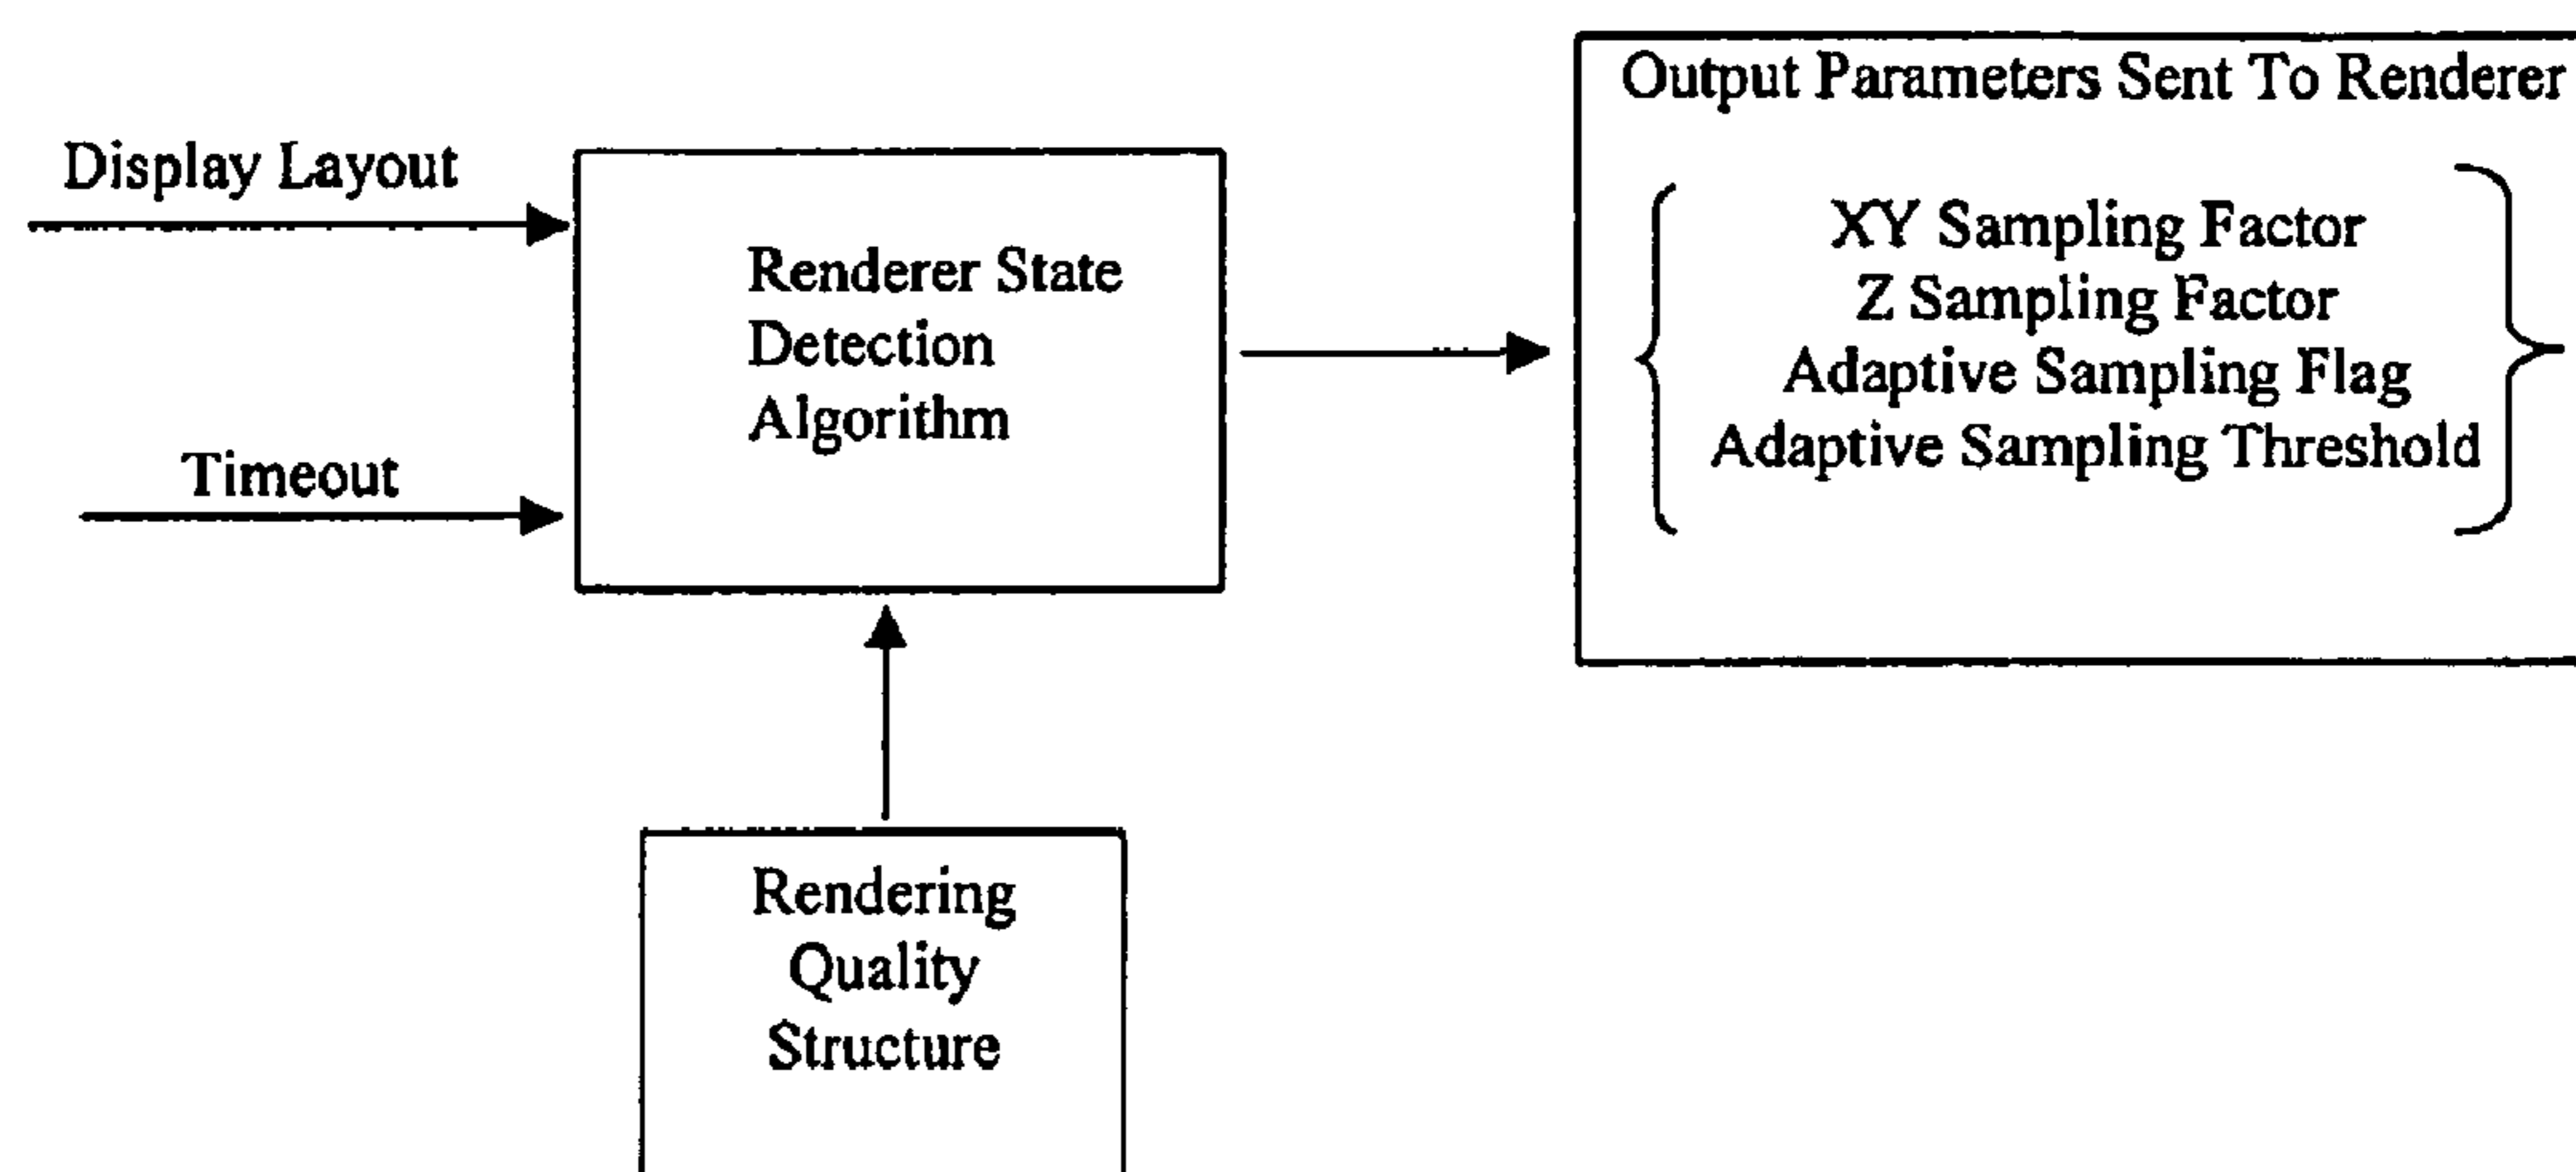 Output Parameters Sent To Renderer
Display Layout
Renderer State
Detection
Algorithm
Timeout
XY Sampling Factor
Z Sampling Factor
Adaptive Sampling Flag
Adaptive Sampling Threshold
Rendering
Quality
Structure